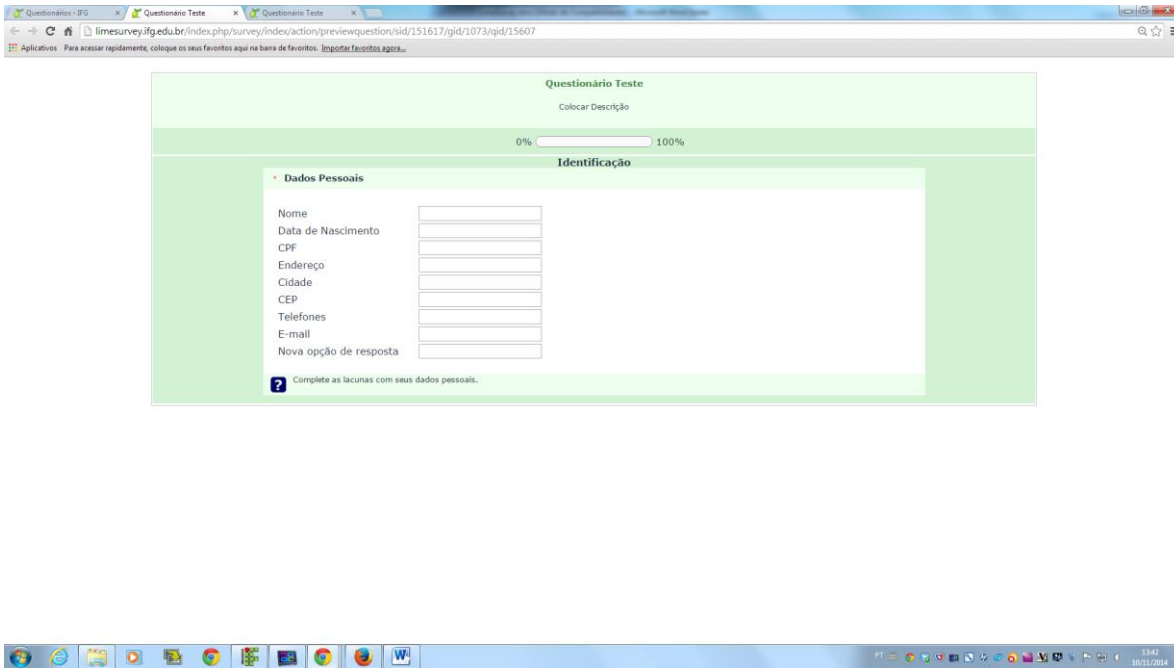 Questionários - IFG
Questionário Teste
Questionário Teste
limesurvey.ifg.edu.br/index.php/survey/index/action/previewquestion/sid/151617/gid/1073/qid/15607
Aplicativos Para acessar rapidamente, coloque os seus favoritos aqui na barra de favoritos. Importar favoritos agora...
Questionário Teste
Colocar Descrição
0% 100%
Identificação
* Dados Pessoais
Nome
Data de Nascimento
CPF
Endereço
Cidade
CEP
Telefones
E-mail
Nova opção de resposta
? Complete as lacunas com seus dados pessoais.
PT
13:42
10/11/2014